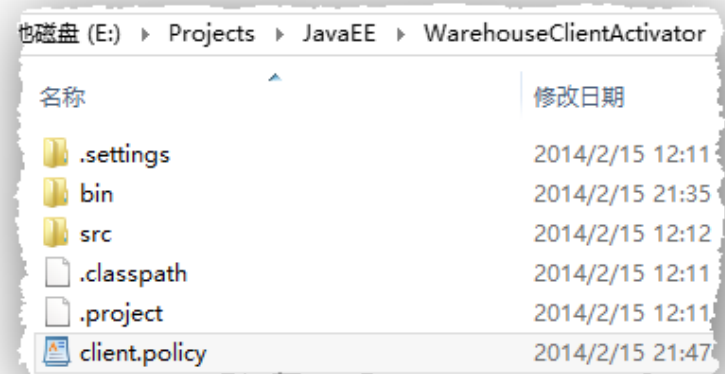 磁盘 (E:) ▸ Projects ▸ JavaEE ▸ WarehouseClientActivator
名称 修改日期
.settings 2014/2/15 12:11
bin 2014/2/15 21:35
src 2014/2/15 12:12
.classpath 2014/2/15 12:11
.project 2014/2/15 12:11
client.policy 2014/2/15 21:47